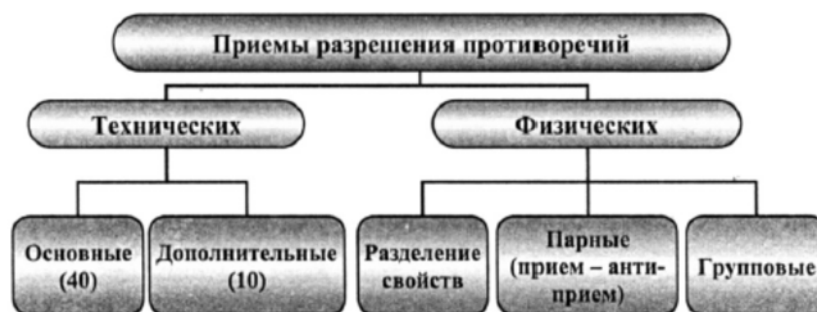 Приемы разрешения противоречий
Технических
Физических
Основные
(40)
Дополнительные
(10)
Разделение
свойств
Парные
(прием – анти-
прием)
Групповые